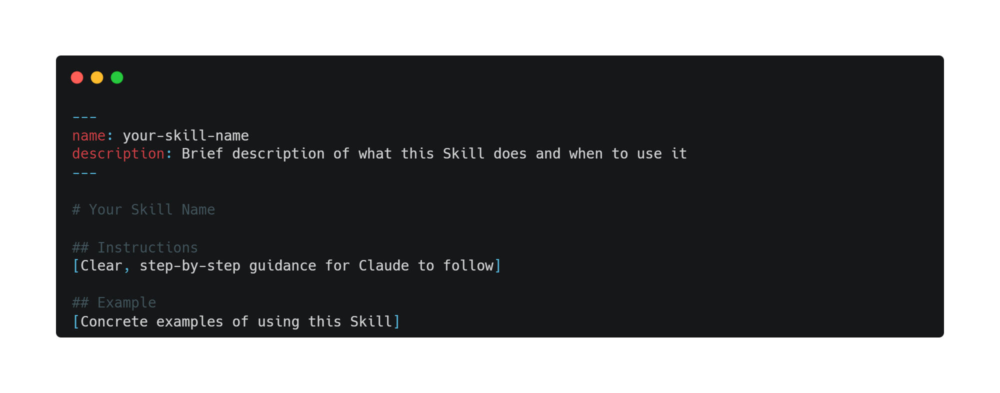 ---
name: your-skill-name
description: Brief description of what this Skill does and when to use it
---
# Your Skill Name
## Instructions
[Clear, step-by-step guidance for Claude to follow]
## Example
[Concrete examples of using this Skill]